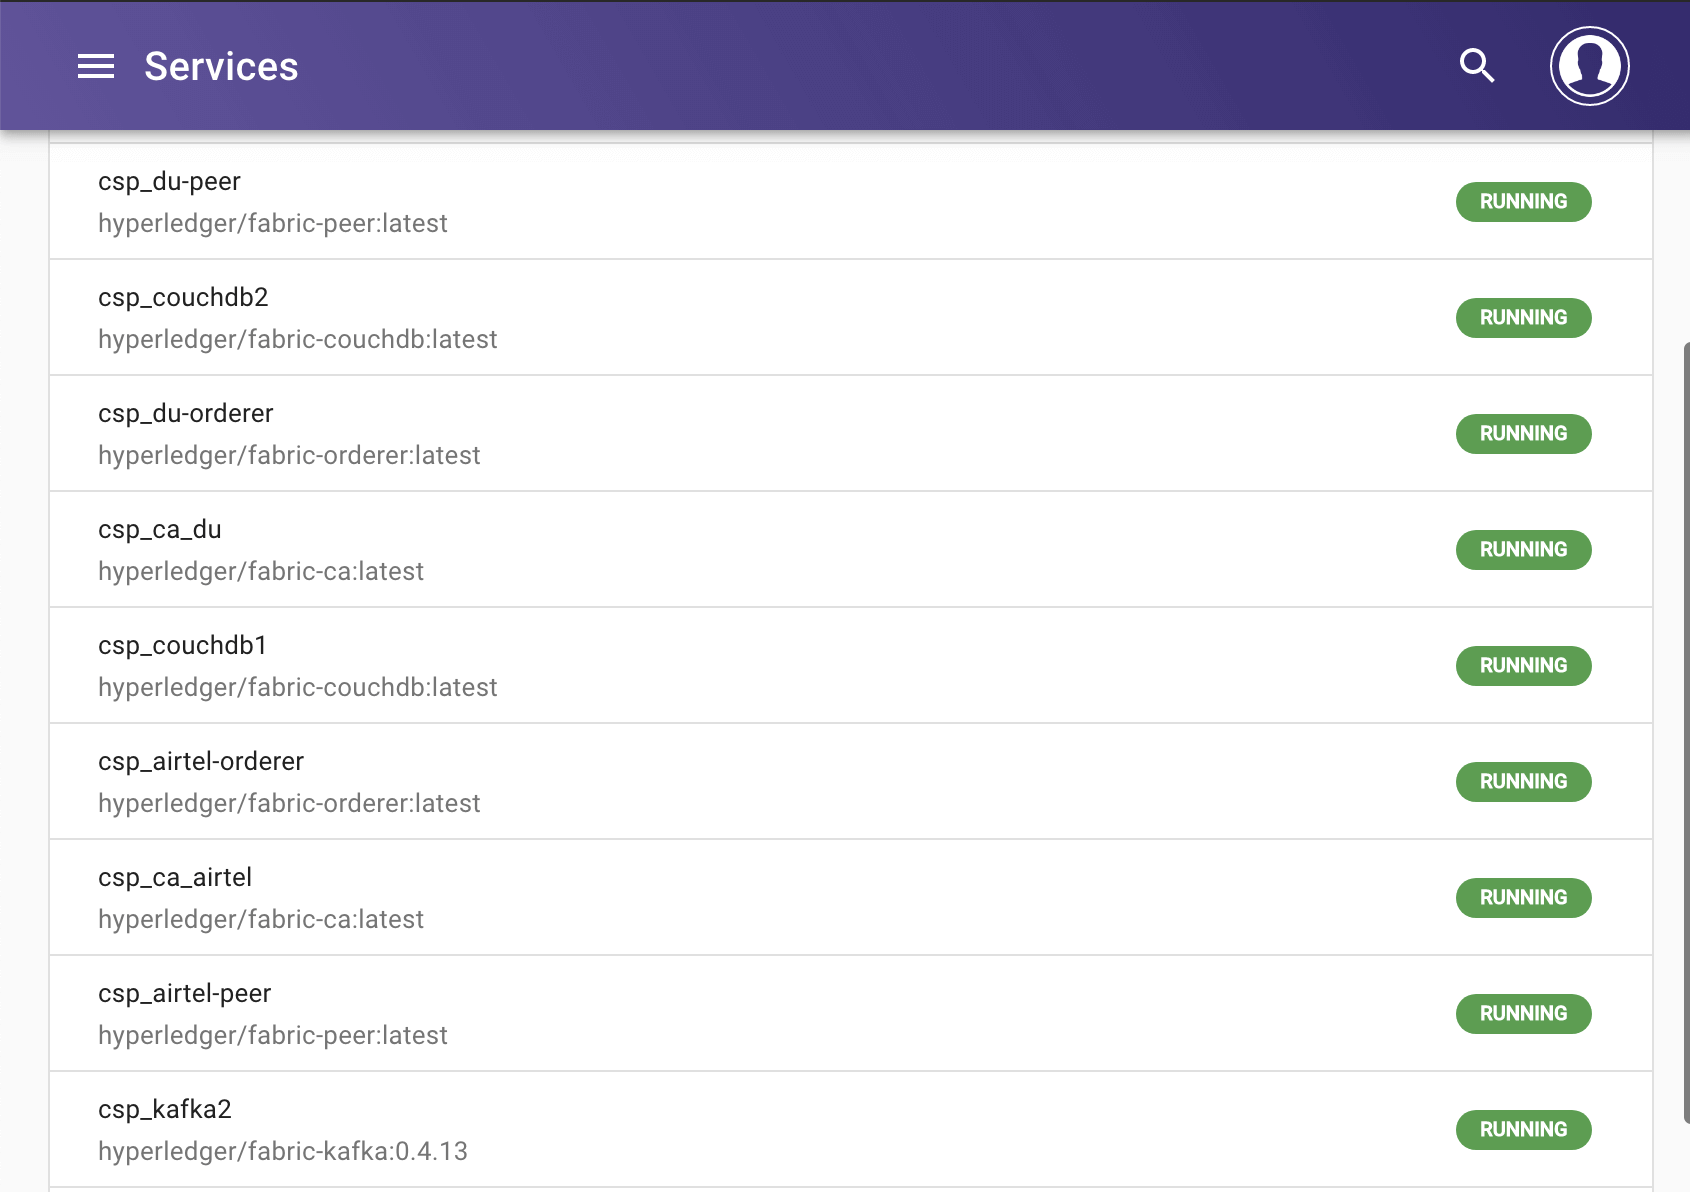 Services
csp_du-peer
hyperledger/fabric-peer:latest
RUNNING
csp_couchdb2
hyperledger/fabric-couchdb:latest
RUNNING
csp_du-orderer
hyperledger/fabric-orderer:latest
RUNNING
csp_ca_du
hyperledger/fabric-ca:latest
RUNNING
csp_couchdb1
hyperledger/fabric-couchdb:latest
RUNNING
csp_airtel-orderer
hyperledger/fabric-orderer:latest
RUNNING
csp_ca_airtel
hyperledger/fabric-ca:latest
RUNNING
csp_airtel-peer
hyperledger/fabric-peer:latest
RUNNING
csp_kafka2
hyperledger/fabric-kafka:0.4.13
RUNNING